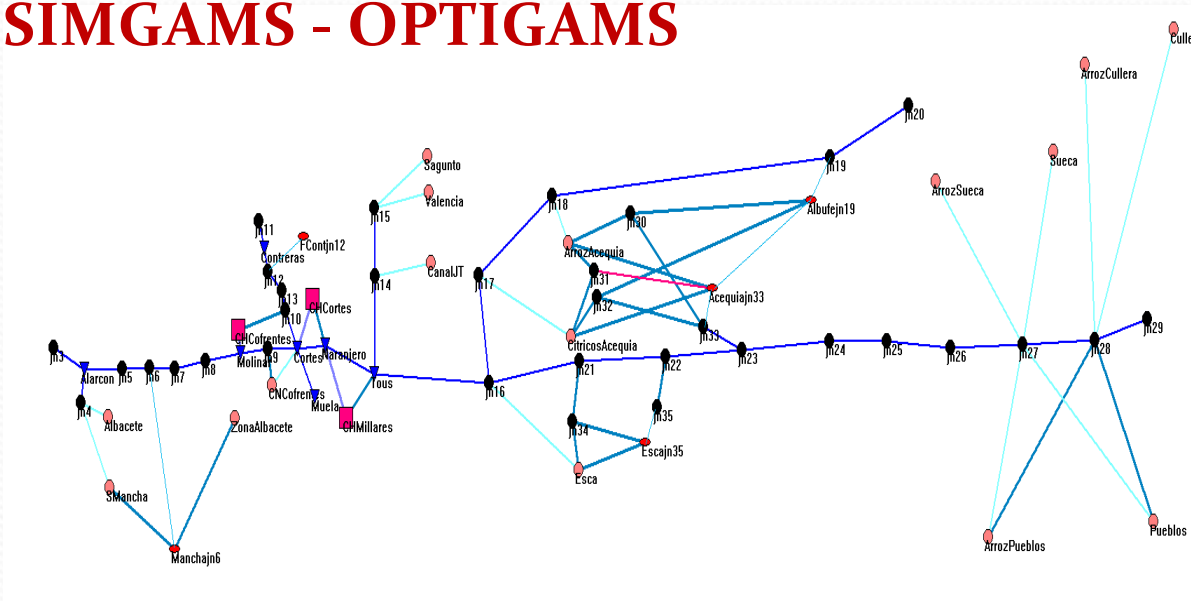 SIMGAMS - OPTIGAMS
Culle
ArrozCullera
jn20
Sueca
jn19
Sagunto
ArrozSueca
Valencia
jn18
Albufejn19
jn15
jn30
jn11
FContjn12
ArrozAcequia
Contreras
CanalJT
jn12
jn14
jn17
jn31
Acequiajn33
jn13
CHCortes
jn32
jn10
jn29
CHCofrentes
CitricosAcequia
jn33
jn3
Molinar
jn9
Cortes
Naranjero
jn24
jn25
jn26
jn27
jn28
Alarcon
jn5
jn6
jn7
jn8
Tous
jn21
jn22
jn23
jn16
CNCofrentes
Muela
jn4
Albacete
ZonaAlbacete
CHMillares
jn34
jn35
Escajn35
Esca
SMancha
Manchajn6
ArrozPueblos
Pueblos